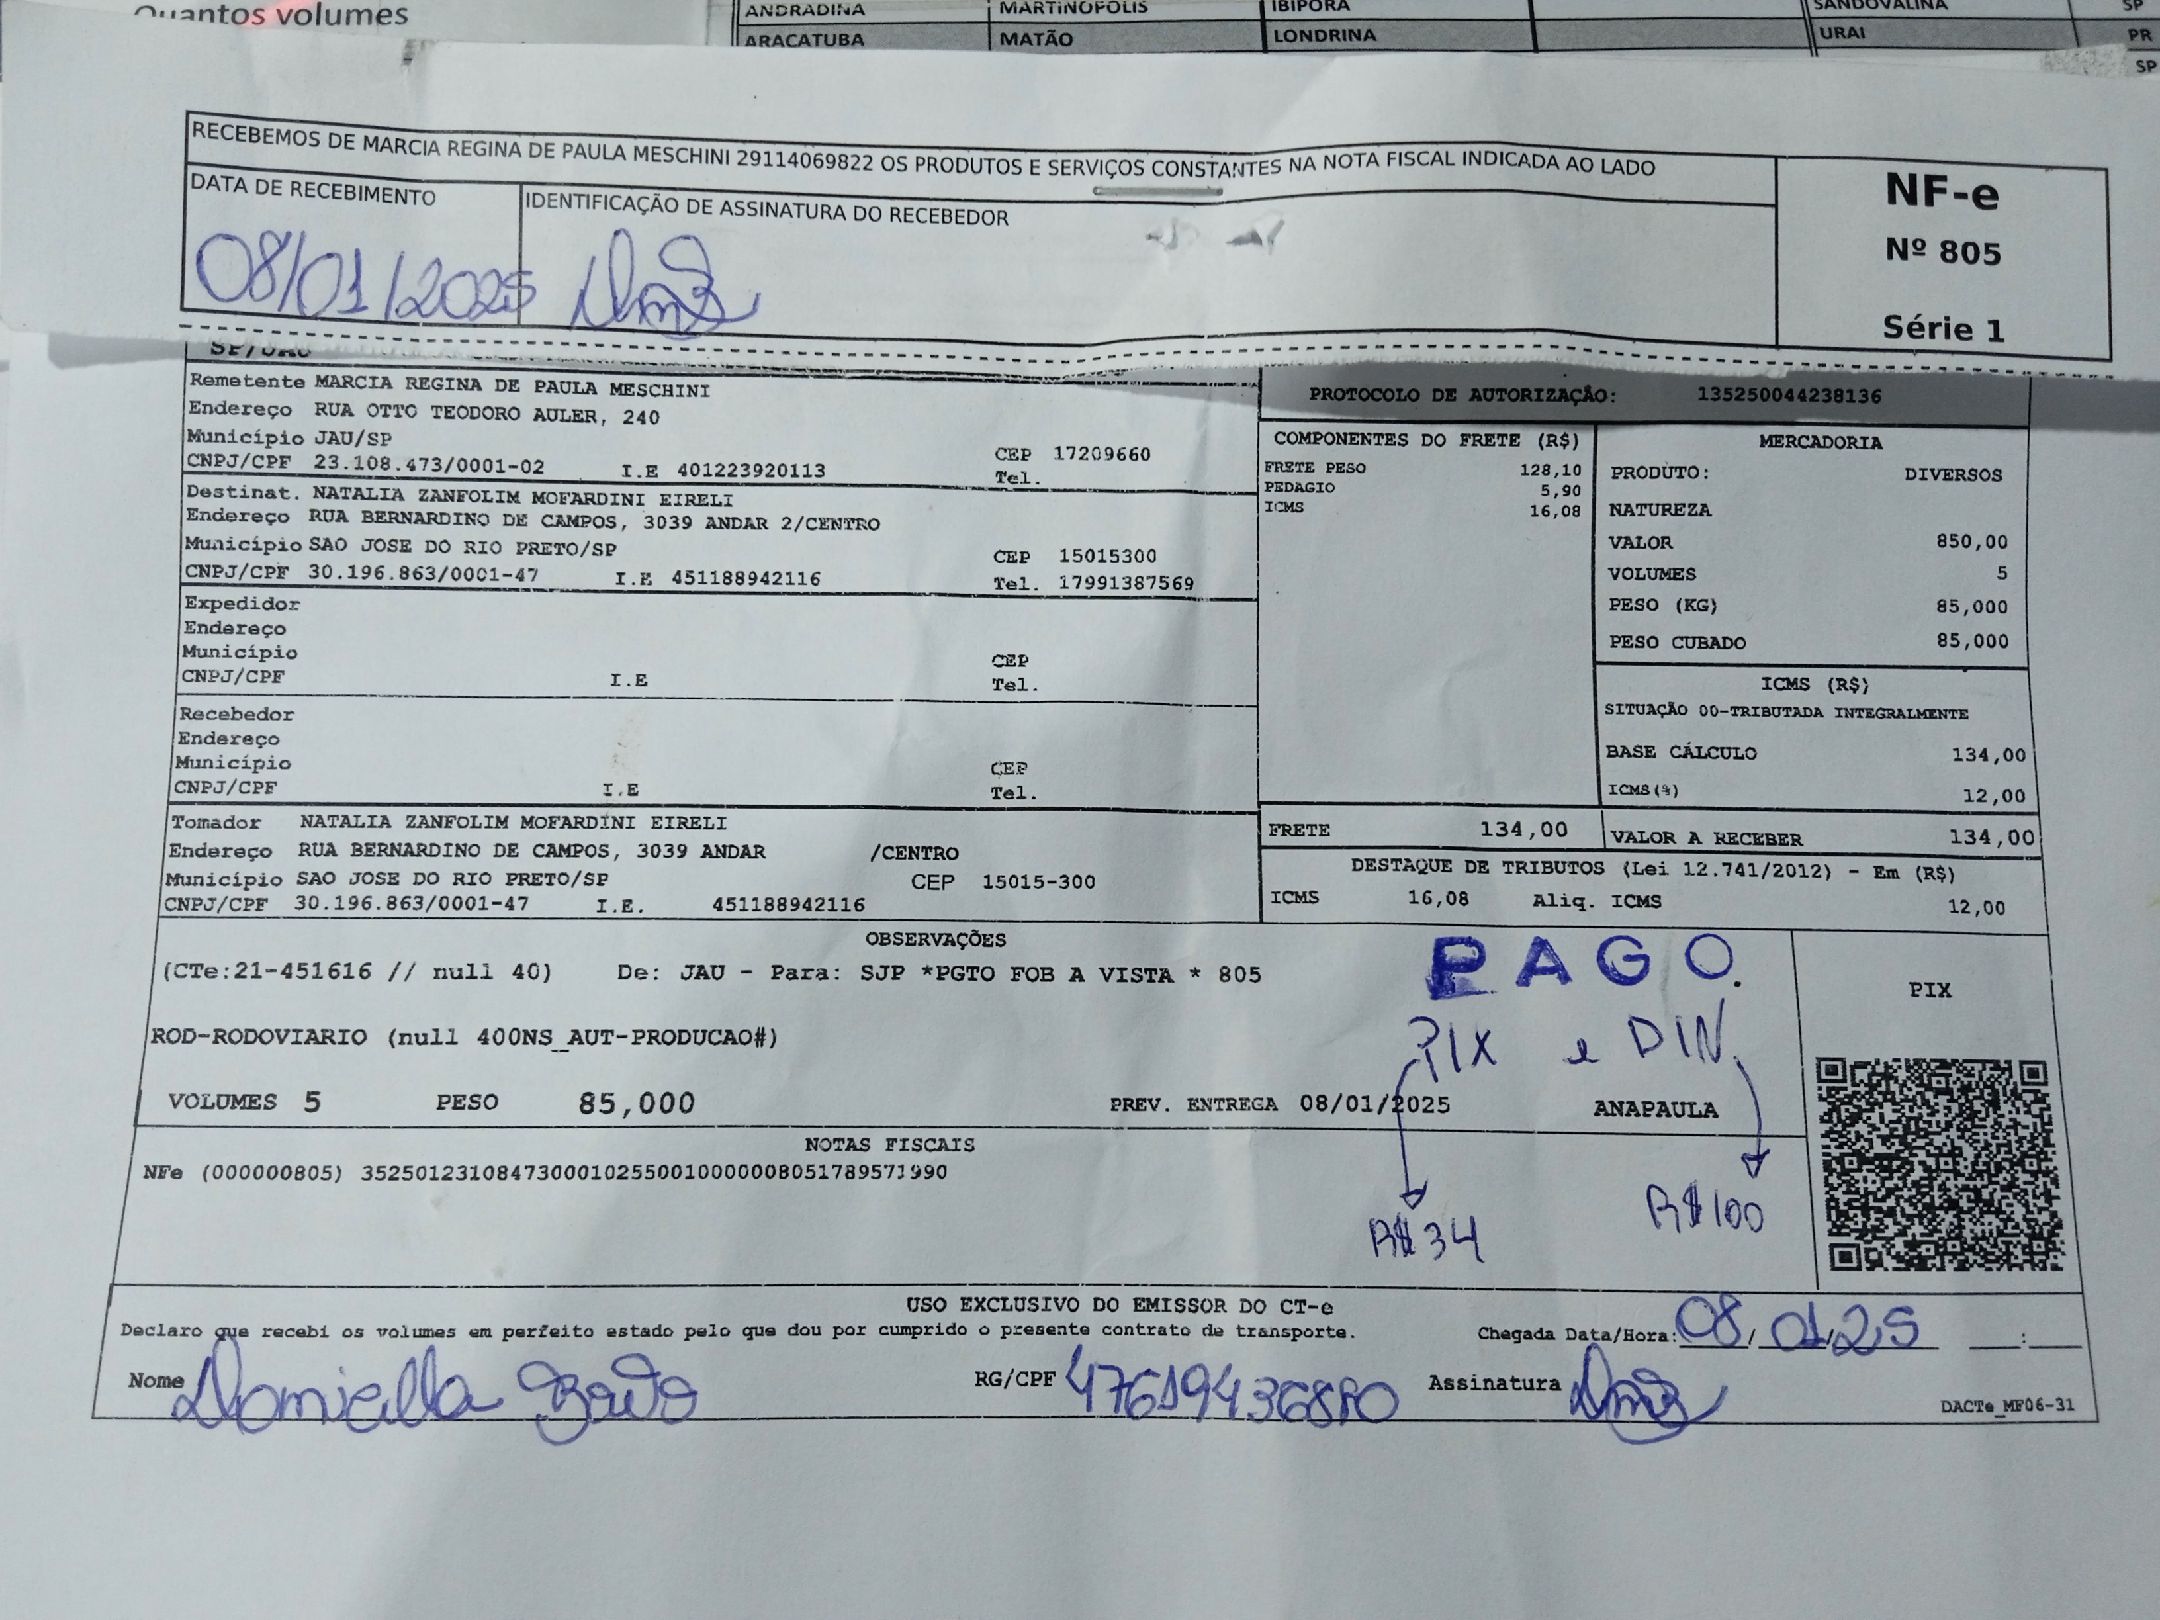 Quantos volumes
ANDRADINA MARTINOPOLIS IBIPORA SANDOVALINA SP
ARACATUBA MATÃO LONDRINA URAI PR
SP
RECEBEMOS DE MARCIA REGINA DE PAULA MESCHINI 29114069822 OS PRODUTOS E SERVIÇOS CONSTANTES NA NOTA FISCAL INDICADA AO LADO
DATA DE RECEBIMENTO IDENTIFICAÇÃO DE ASSINATURA DO RECEBEDOR
08/01/2025
NF-e
Nº 805
Série 1
Remetente MARCIA REGINA DE PAULA MESCHINI
Endereço RUA OTTO TEODORO AULER, 240
Município JAU/SP CEP 17209660
CNPJ/CPF 23.108.473/0001-02 I.E 401223920113 Tel.
Destinat. NATALIA ZANFOLIM MOFARDINI EIRELI
Endereço RUA BERNARDINO DE CAMPOS, 3039 ANDAR 2/CENTRO
Município SAO JOSE DO RIO PRETO/SP CEP 15015300
CNPJ/CPF 30.196.863/0001-47 I.E 451188942116 Tel. 17991387569
Expedidor
Endereço
Município CEP
CNPJ/CPF I.E Tel.
Recebedor
Endereço
Município CEP
CNPJ/CPF I.E Tel.
Tomador NATALIA ZANFOLIM MOFARDINI EIRELI
Endereço RUA BERNARDINO DE CAMPOS, 3039 ANDAR /CENTRO
Município SAO JOSE DO RIO PRETO/SP CEP 15015-300
CNPJ/CPF 30.196.863/0001-47 I.E. 451188942116
PROTOCOLO DE AUTORIZAÇÃO: 135250044238136
COMPONENTES DO FRETE (R$)
FRETE PESO 128,10
PEDAGIO 5,90
ICMS 16,08
MERCADORIA
PRODUTO: DIVERSOS
NATUREZA
VALOR 850,00
VOLUMES 5
PESO (KG) 85,000
PESO CUBADO 85,000
ICMS (R$)
SITUAÇÃO 00-TRIBUTADA INTEGRALMENTE
BASE CÁLCULO 134,00
ICMS(%) 12,00
FRETE 134,00 VALOR A RECEBER 134,00
DESTAQUE DE TRIBUTOS (Lei 12.741/2012) - Em (R$)
ICMS 16,08 Aliq. ICMS 12,00
OBSERVAÇÕES
(CTe:21-451616 // null 40) De: JAU - Para: SJP *PGTO FOB A VISTA * 805
ROD-RODOVIARIO (null 400NS_AUT-PRODUCAO#)
PAGO.
PIX e DIN
PIX
VOLUMES 5 PESO 85,000 PREV. ENTREGA 08/01/2025 ANAPAULA
NOTAS FISCAIS
NFe (000000805) 35250123108473000102550010000008051789571990
R$34 R$100
USO EXCLUSIVO DO EMISSOR DO CT-e
Declaro que recebi os volumes em perfeito estado pelo que dou por cumprido o presente contrato de transporte. Chegada Data/Hora: 08/01/25 :
Nome Daniella RG/CPF Assinatura
DACTe_MF06-31